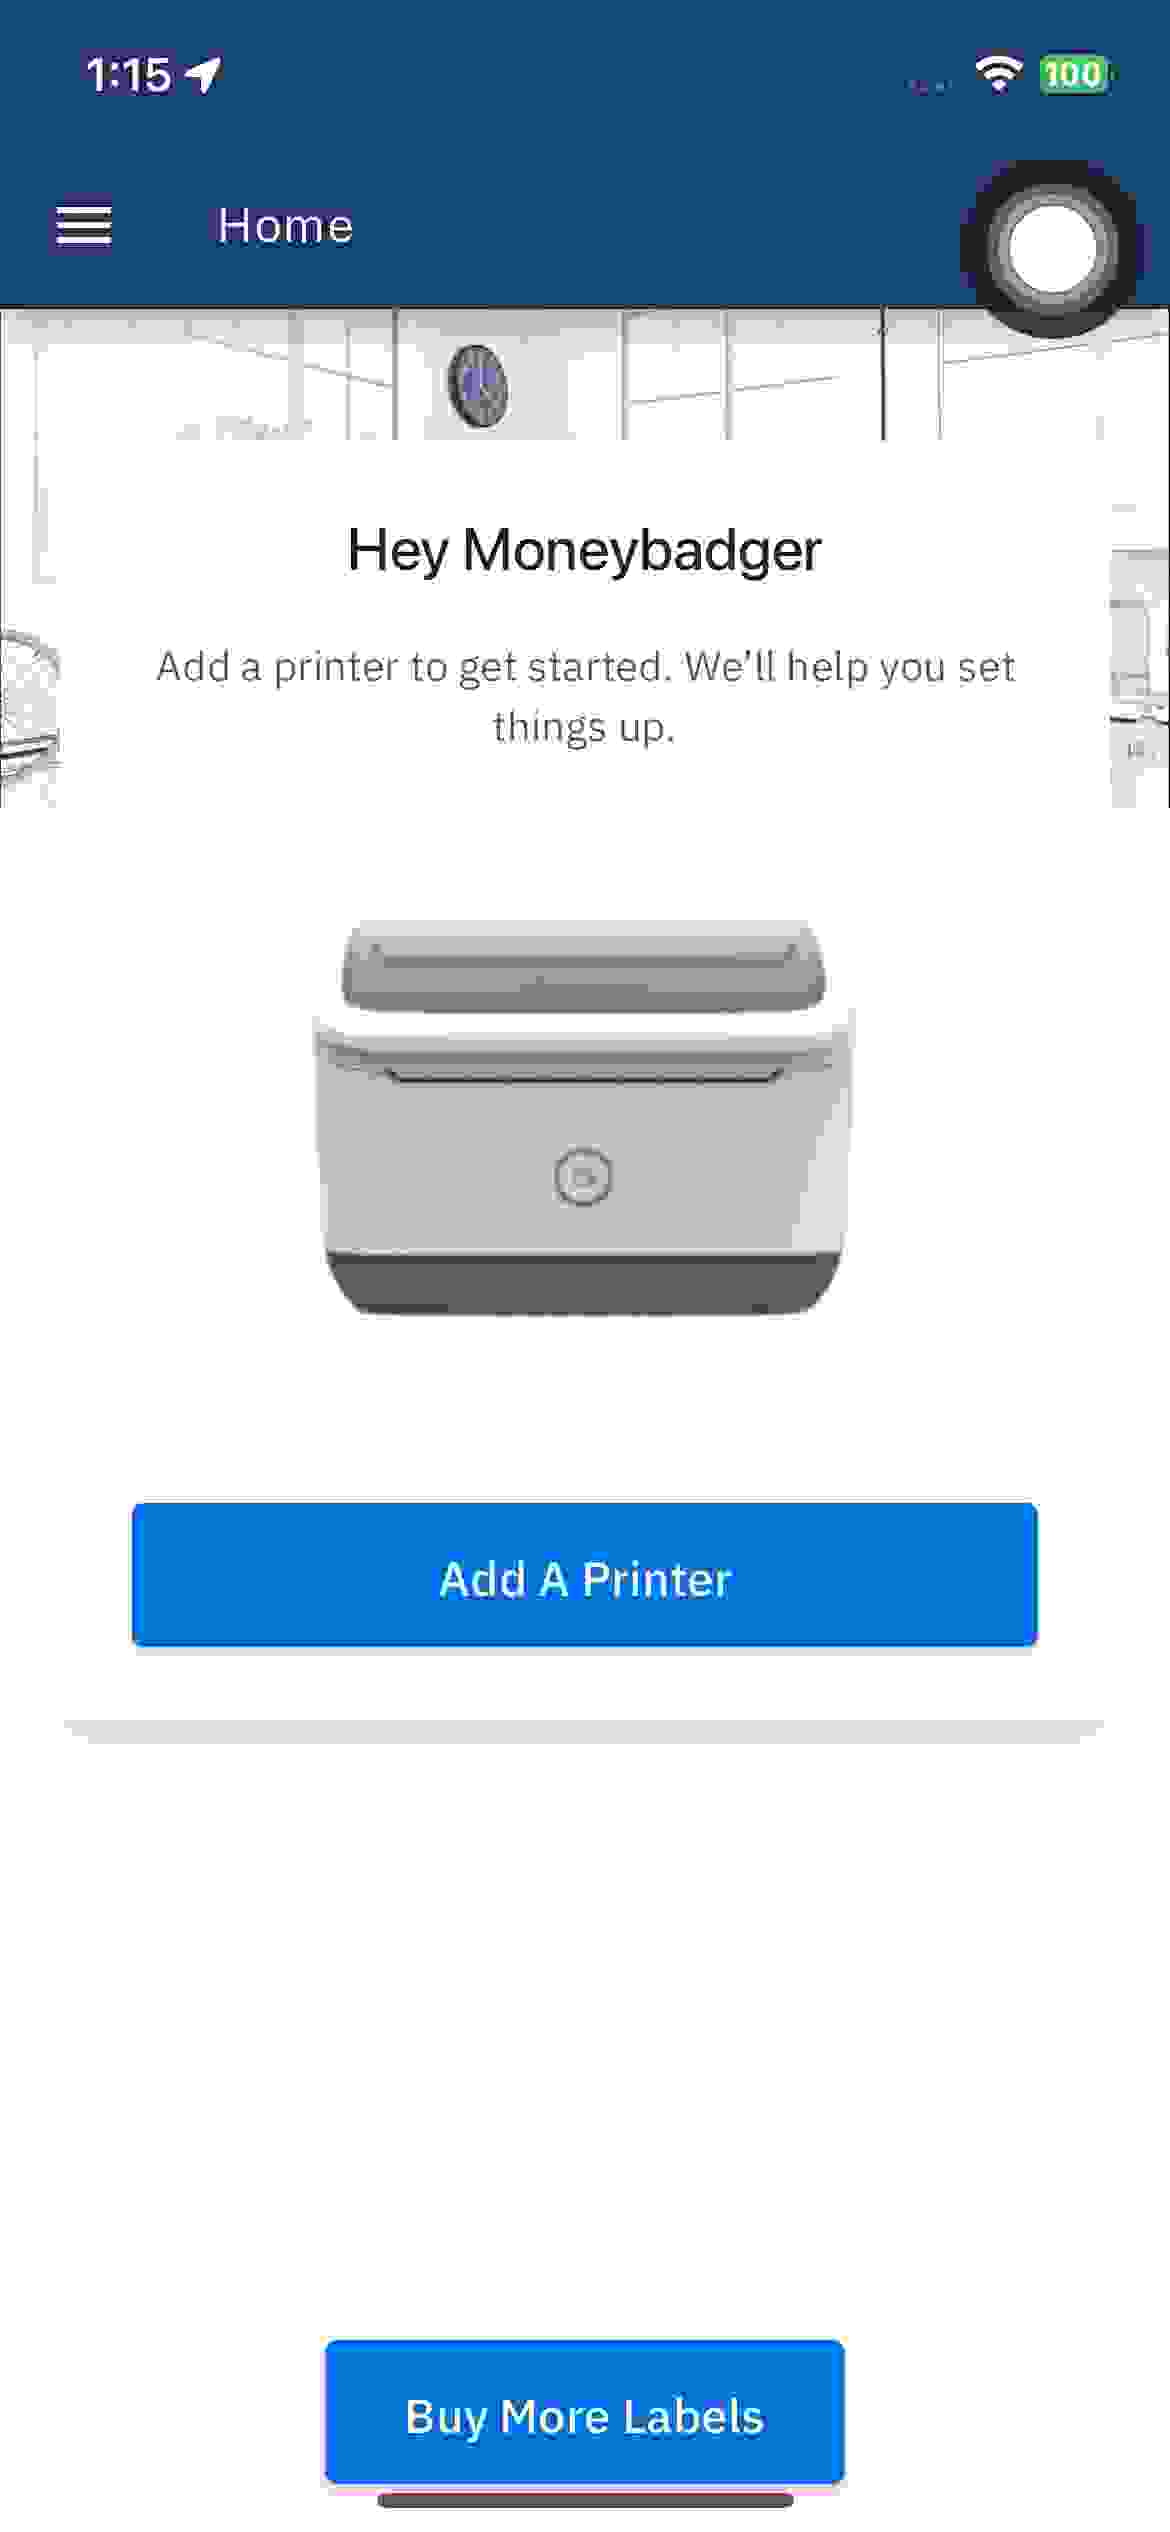 1:15
100
Home
Hey Moneybadger
Add a printer to get started. We'll help you set
things up.
Add A Printer
Buy More Labels